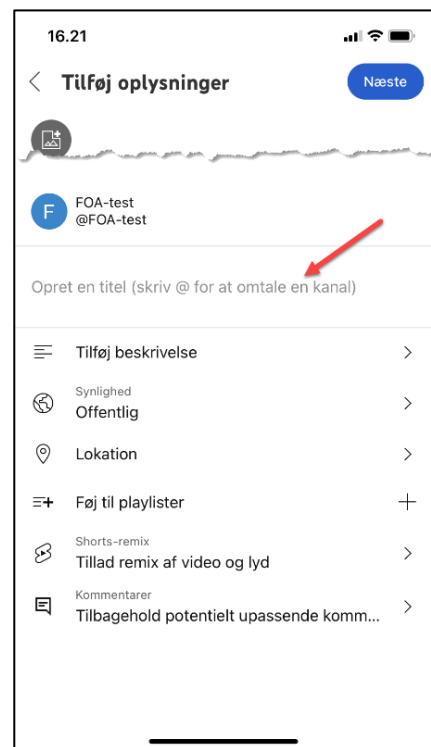 16.21
Tilføj oplysninger
Næste
F
FOA-test
@FOA-test
Opret en titel (skriv @ for at omtale en kanal)
Tilføj beskrivelse
Synlighed
Offentlig
Lokation
Føj til playlister
Shorts-remix
Tillad remix af video og lyd
Kommentarer
Tilbagehold potentielt upassende komm...